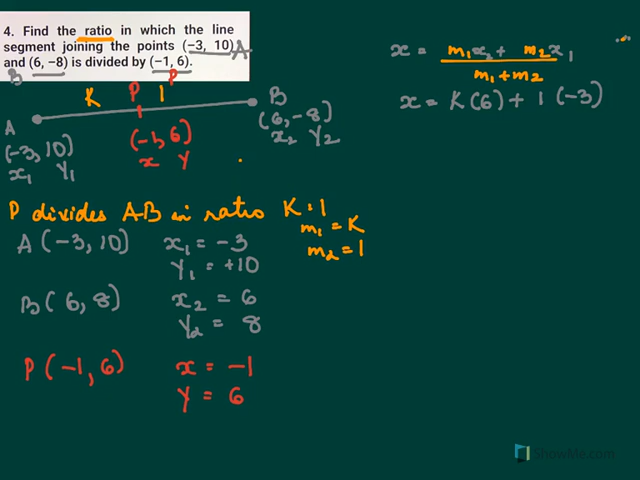 4. Find the ratio in which the line
segment joining the points (−3, 10) A
and (6, −8) is divided by (−1, 6).
B
P
K P 1
A
B
(−3, 10)
x₁ Y₁
(−1, 6)
x Y
(6, −8)
x₂ Y₂
P divides A-B in ratio K:1
m₁ = K
m₂ = 1
A (−3, 10) x₁ = −3
Y₁ = +10
B (6, 8) x₂ = 6
Y₂ = 8
P (−1, 6) x = −1
Y = 6
x = m₁x₂ + m₂x₁
m₁ + m₂
x = K(6) + 1(−3)
ShowMe.com